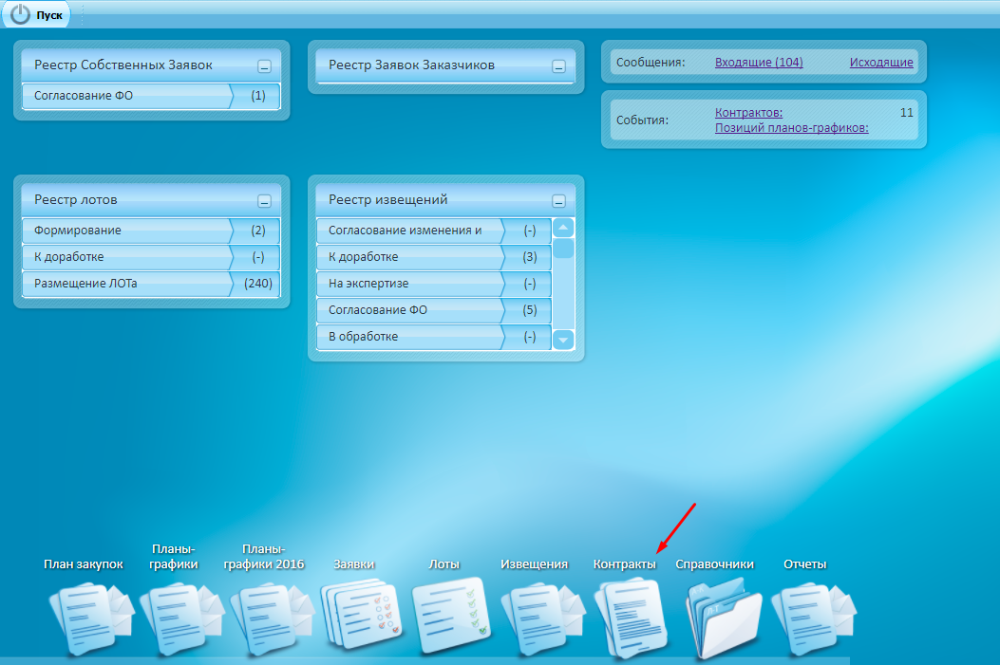 Пуск
Реестр Собственных Заявок
Согласование ФО (1)
Реестр Заявок Заказчиков
Сообщения: Входящие (104) Исходящие
События: Контрактов: 11
Позиций планов-графиков:
Реестр лотов
Формирование (2)
К доработке (-)
Размещение ЛОТа (240)
Реестр извещений
Согласование изменения и (-)
К доработке (3)
На экспертизе (-)
Согласование ФО (5)
В обработке (-)
План закупок
Планы-
графики
Планы-
графики 2016
Заявки
Лоты
Извещения
Контракты
Справочники
Отчеты